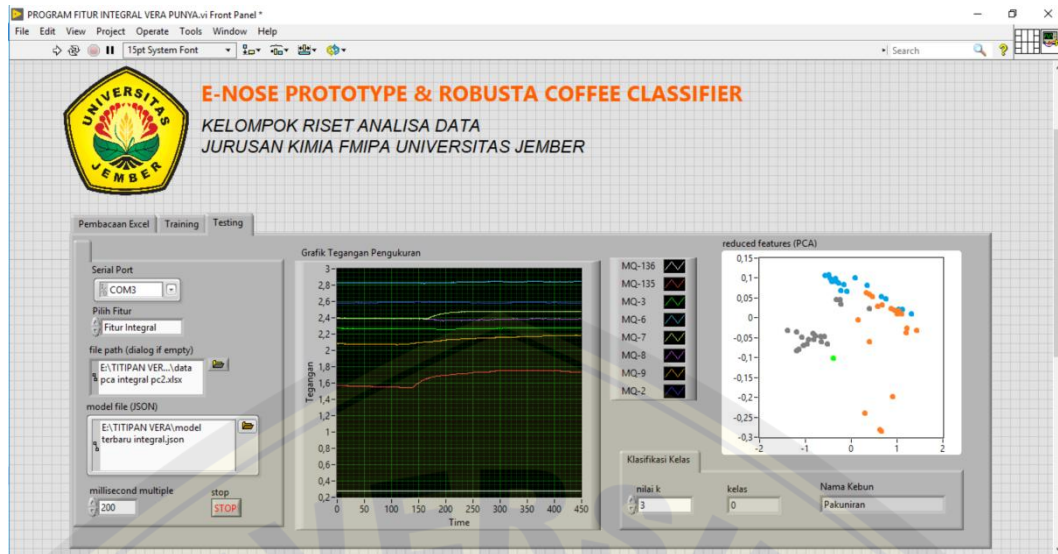 PROGRAM FITUR INTEGRAL VERA PUNYA.vi Front Panel *
File Edit View Project Operate Tools Window Help
15pt System Font
Search
UNIVERSITAS
JEMBER
E-NOSE PROTOTYPE & ROBUSTA COFFEE CLASSIFIER
KELOMPOK RISET ANALISA DATA
JURUSAN KIMIA FMIPA UNIVERSITAS JEMBER
Pembacaan Excel Training Testing
Serial Port
COM3
Pilih Fitur
Fitur Integral
file path (dialog if empty)
E:\TITIPAN VER...\data
pca integral pc2.xlsx
model file (JSON)
E:\TITIPAN VERA\model
terbaru integral.json
millisecond multiple
200
stop
STOP
Grafik Tegangan Pengukuran
Tegangan
3
2,8
2,6
2,4
2,2
2
1,8
1,6
1,4
1,2
1
0,8
0,6
0,4
0,2
0 50 100 150 200 250 300 350 400 450
Time
MQ-136
MQ-135
MQ-3
MQ-6
MQ-7
MQ-8
MQ-9
MQ-2
reduced features (PCA)
0,15
0,1
0,05
0
-0,05
-0,1
-0,15
-0,2
-0,25
-0,3
-2 -1 0 1 2
Klasifikasi Kelas
nilai k
3
kelas
0
Nama Kebun
Pakuniran